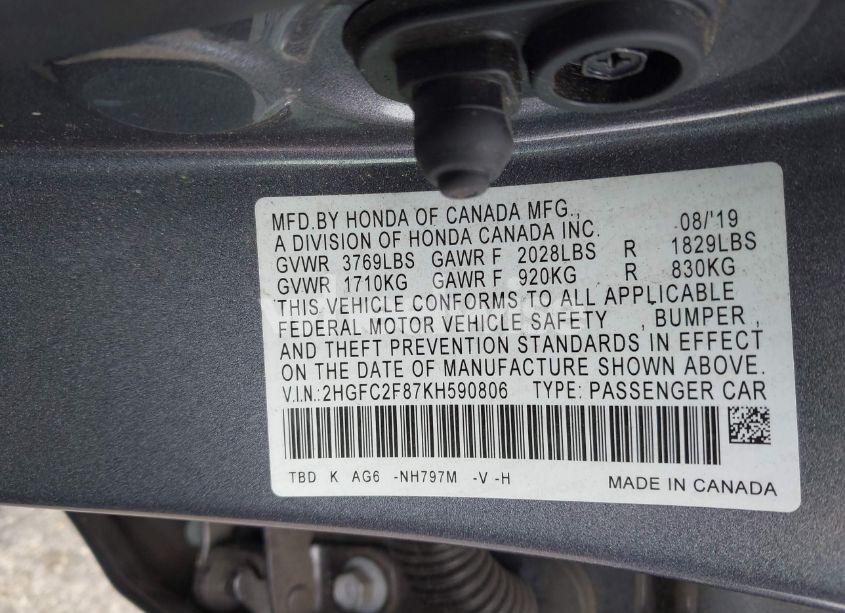 MFD.BY HONDA OF CANADA MFG., 08/'19
A DIVISION OF HONDA CANADA INC.
GVWR 3769LBS GAWR F 2028LBS R 1829LBS
GVWR 1710KG GAWR F 920KG R 830KG
THIS VEHICLE CONFORMS TO ALL APPLICABLE
FEDERAL MOTOR VEHICLE SAFETY , BUMPER ,
AND THEFT PREVENTION STANDARDS IN EFFECT
ON THE DATE OF MANUFACTURE SHOWN ABOVE.
V.I.N.:2HGFC2F87KH590806 TYPE: PASSENGER CAR
TBD K AG6 -NH797M -V -H MADE IN CANADA